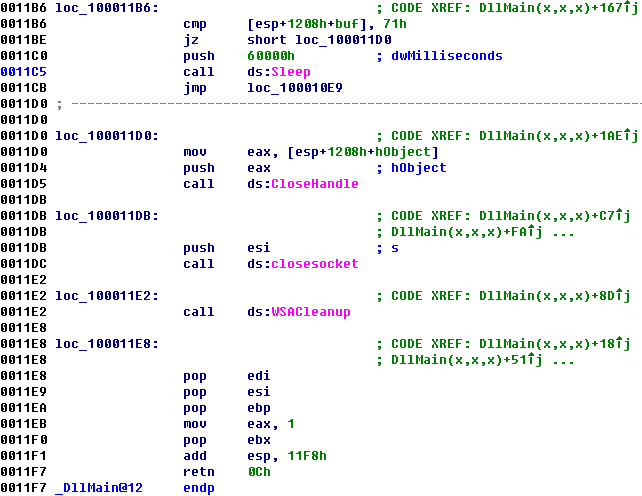 0011B6 loc_100011B6: ; CODE XREF: DllMain(x,x,x)+167↑j
0011B6 cmp [esp+1208h+buf], 71h
0011BE jz short loc_100011D0
0011C0 push 60000h ; dwMilliseconds
0011C5 call ds:Sleep
0011CB jmp loc_100010E9
0011D0 ; ---------------------------------------------------------------------------
0011D0
0011D0 loc_100011D0: ; CODE XREF: DllMain(x,x,x)+1AE↑j
0011D0 mov eax, [esp+1208h+hObject]
0011D4 push eax ; hObject
0011D5 call ds:CloseHandle
0011DB
0011DB loc_100011DB: ; CODE XREF: DllMain(x,x,x)+C7↑j
0011DB ; DllMain(x,x,x)+FA↑j ...
0011DB push esi ; s
0011DC call ds:closesocket
0011E2
0011E2 loc_100011E2: ; CODE XREF: DllMain(x,x,x)+8D↑j
0011E2 call ds:WSACleanup
0011E8
0011E8 loc_100011E8: ; CODE XREF: DllMain(x,x,x)+18↑j
0011E8 ; DllMain(x,x,x)+51↑j ...
0011E8 pop edi
0011E9 pop esi
0011EA pop ebp
0011EB mov eax, 1
0011F0 pop ebx
0011F1 add esp, 11F8h
0011F7 retn 0Ch
0011F7 _DllMain@12 endp